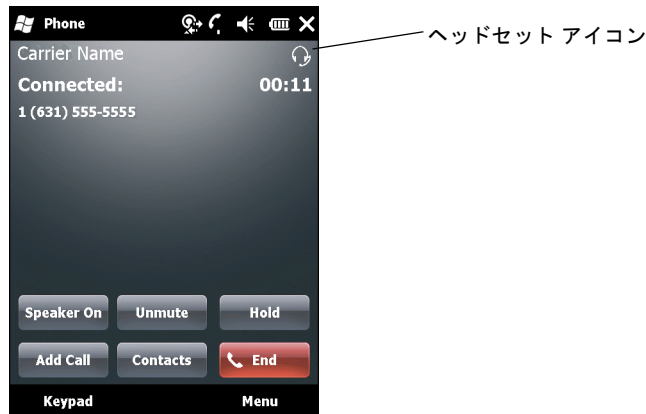 Phone
ヘッドセット アイコン
Carrier Name
Connected: 00:11
1 (631) 555-5555
Speaker On Unmute Hold
Add Call Contacts End
Keypad Menu